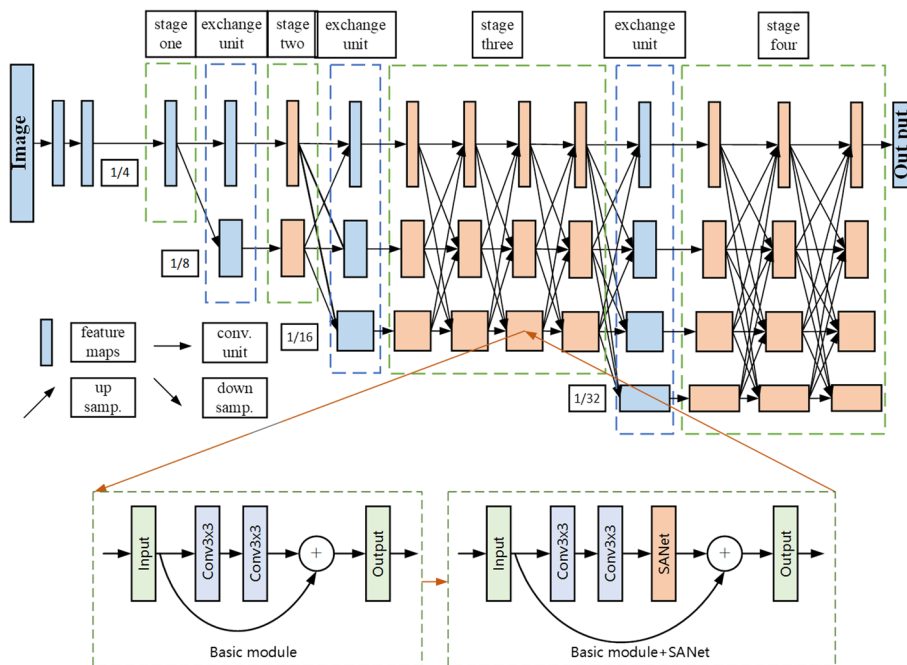 stage
one
exchange
unit
stage
two
exchange
unit
stage
three
exchange
unit
stage
four
Image
Out put
1/4
1/8
1/16
1/32
feature
maps
conv.
unit
up
samp.
down
samp.
Input
Conv3x3
Conv3x3
+
Output
Basic module
Input
Conv3x3
Conv3x3
SANet
+
Output
Basic module+SANet